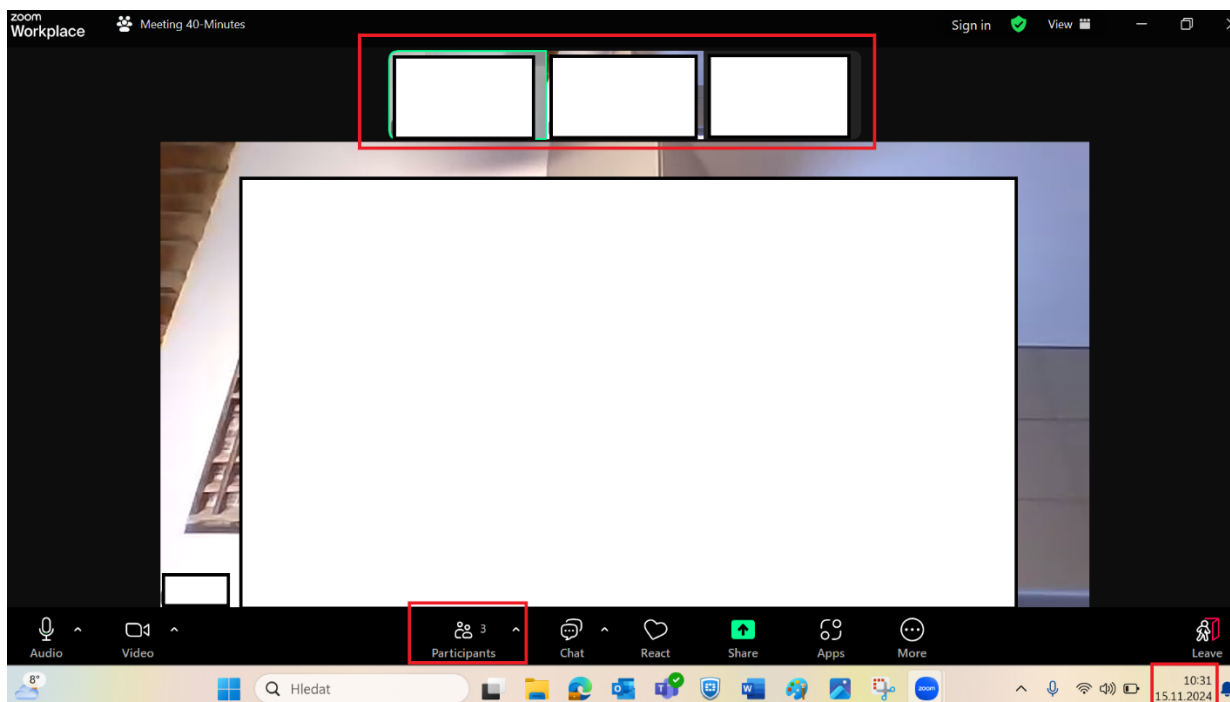 zoom
Workplace
Meeting 40-Minutes
Sign in
View
3
Audio
Video
Participants
Chat
React
Share
Apps
More
Leave
8°
Hledat
zoom
10:31
15.11.2024